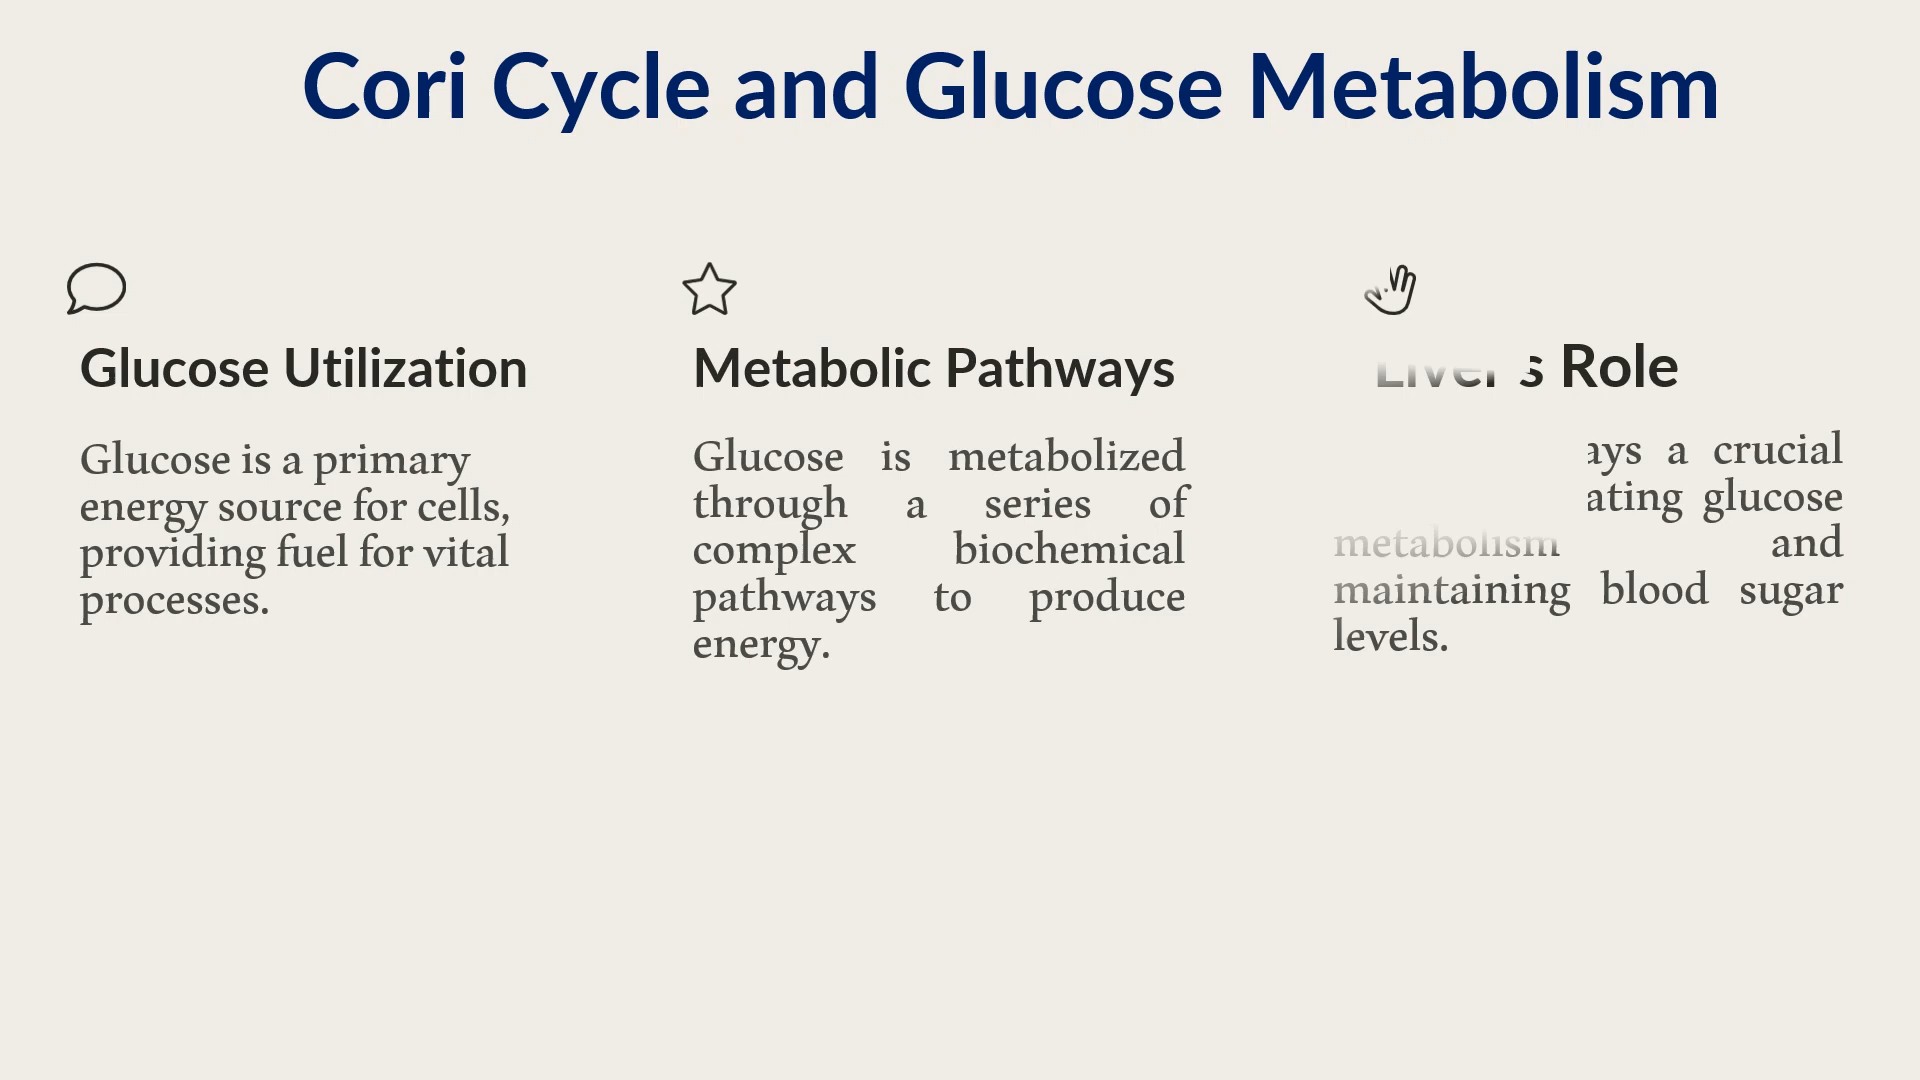 Cori Cycle and Glucose Metabolism
Glucose Utilization
Glucose is a primary
energy source for cells,
providing fuel for vital
processes.
Metabolic Pathways
Glucose is metabolized
through a series of
complex biochemical
pathways to produce
energy.
Role
a crucial
glucose
metabolism and
maintaining blood sugar
levels.